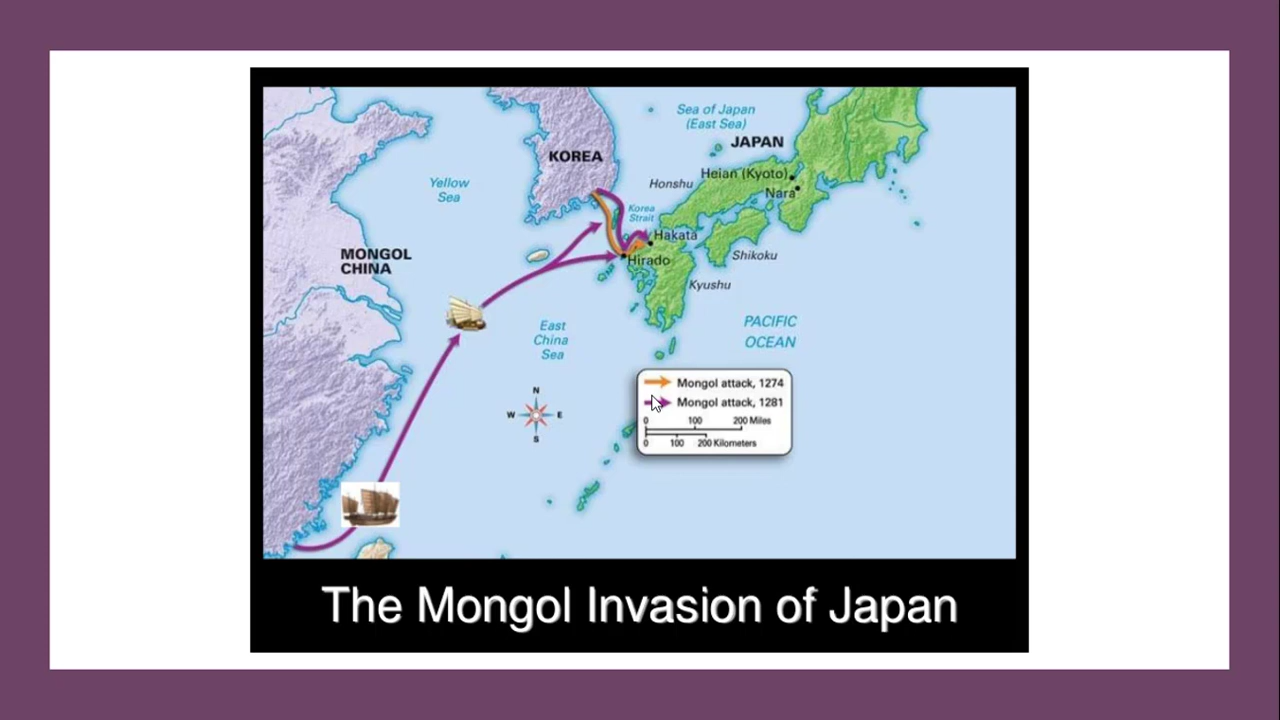 Sea of Japan
(East Sea)
JAPAN
KOREA
Heian (Kyoto)
Nara
Honshu
Yellow
Sea
Korea
Strait
Hakata
Hirado
Shikoku
Kyushu
MONGOL
CHINA
PACIFIC
OCEAN
East
China
Sea
N
W E
S
Mongol attack, 1274
Mongol attack, 1281
0 100 200 Miles
0 100 200 Kilometers
The Mongol Invasion of Japan